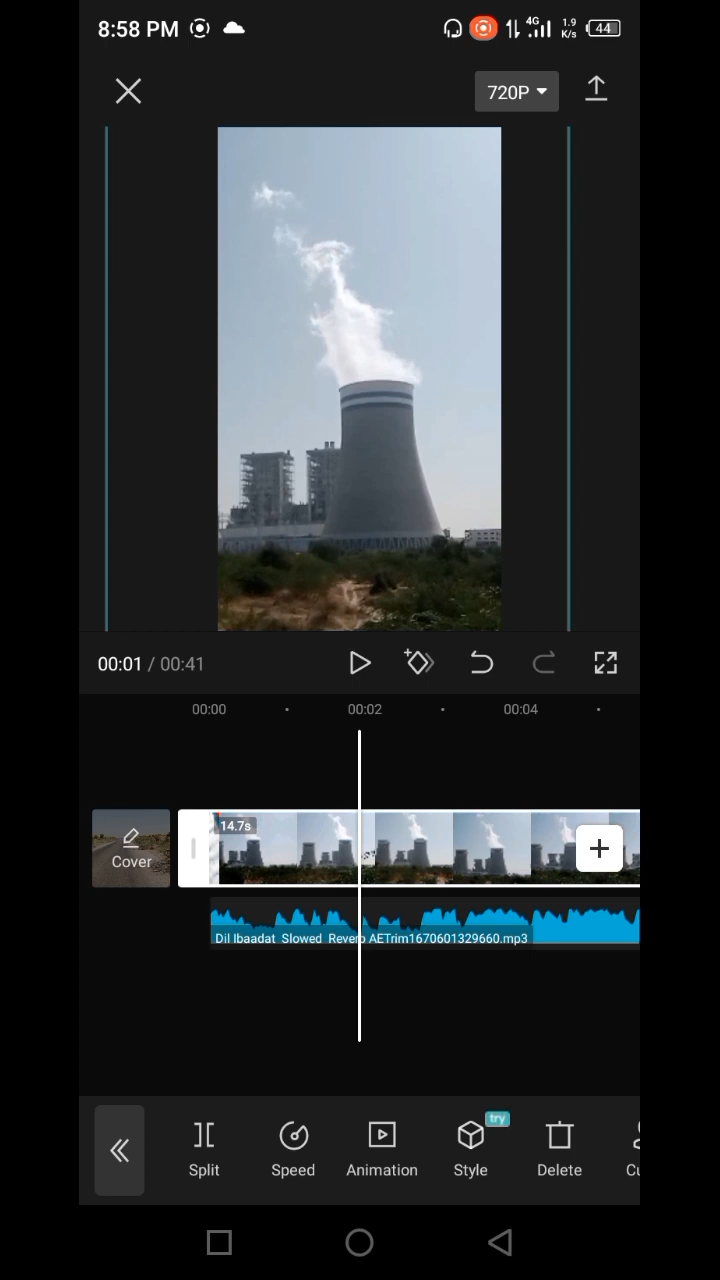 8:58 PM 4G 1.9 K/s 44
720P
00:01 / 00:41
00:00 00:02 00:04
14.7s
Cover
Dil Ibaadat Slowed Reverb AETrim1670601329660.mp3
try
Split Speed Animation Style Delete